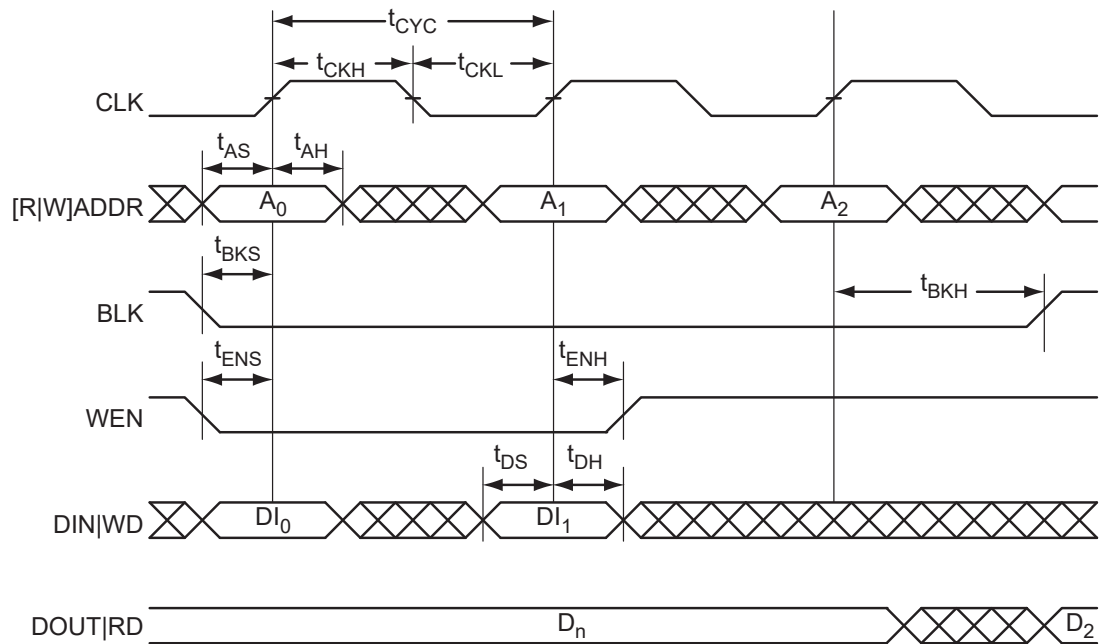 tCYC
tCKH tCKL
CLK
tAS tAH
[R|W]ADDR A0 A1 A2
tBKS
tBKH
BLK
tENS tENH
WEN
tDS tDH
DIN|WD DI0 DI1
DOUT|RD Dn D2